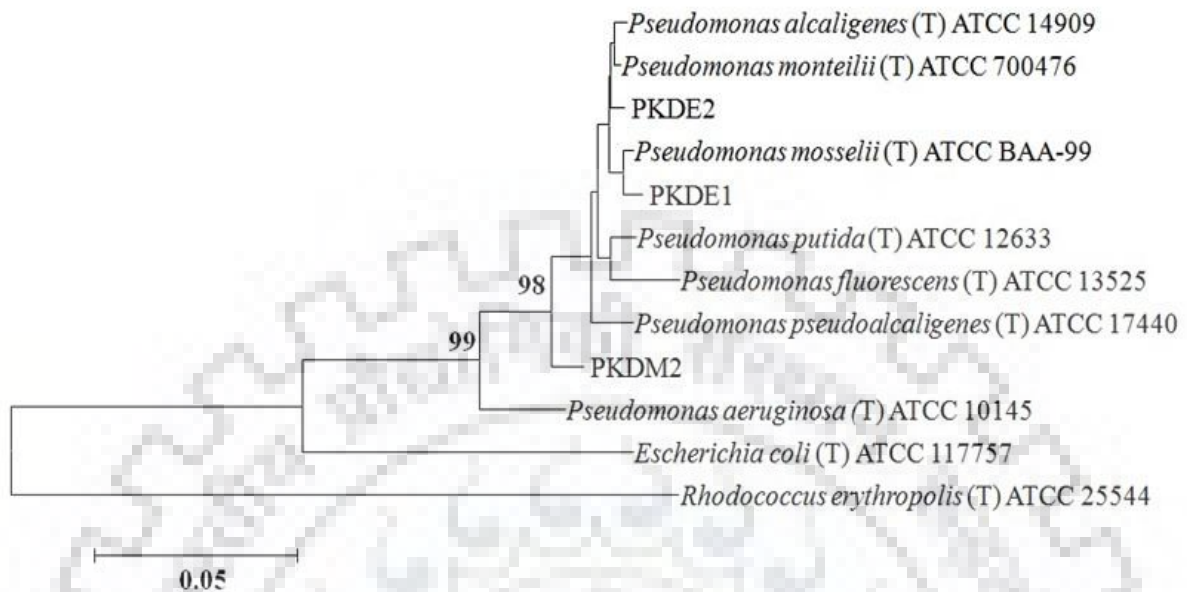 Pseudomonas alcaligenes (T) ATCC 14909
Pseudomonas monteilii (T) ATCC 700476
PKDE2
Pseudomonas mosselii (T) ATCC BAA-99
PKDE1
Pseudomonas putida (T) ATCC 12633
Pseudomonas fluorescens (T) ATCC 13525
98
Pseudomonas pseudoalcaligenes (T) ATCC 17440
99
PKDM2
Pseudomonas aeruginosa (T) ATCC 10145
Escherichia coli (T) ATCC 117757
Rhodococcus erythropolis (T) ATCC 25544
0.05